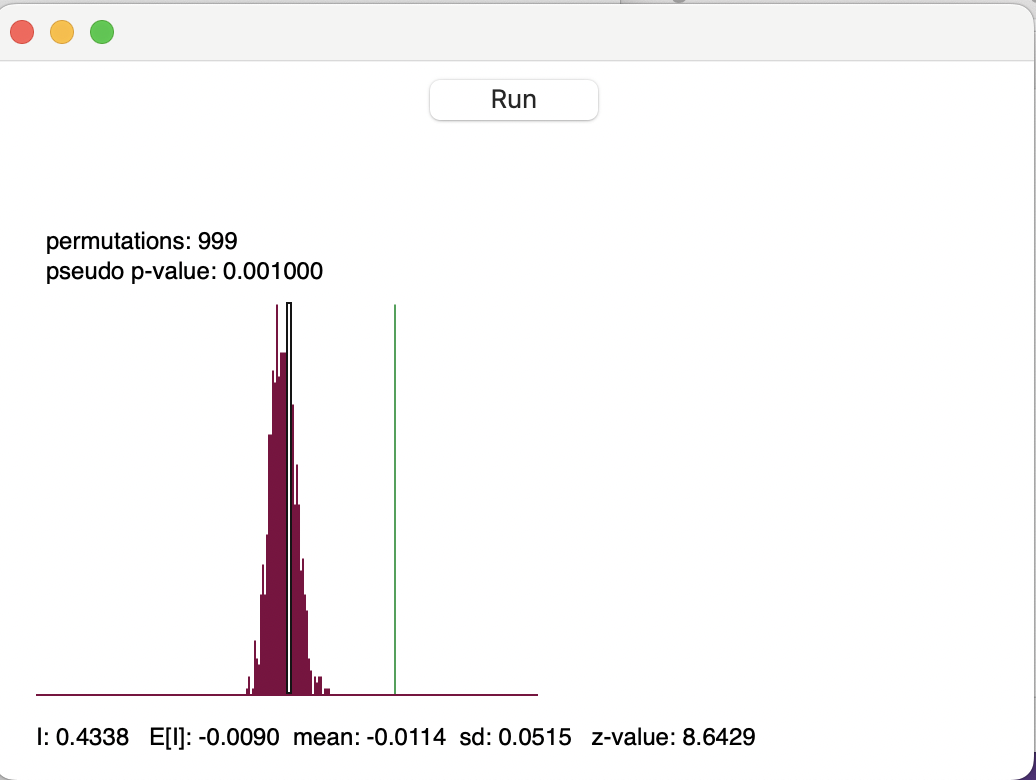 Run
permutations: 999
pseudo p-value: 0.001000
I: 0.4338 E[I]: -0.0090 mean: -0.0114 sd: 0.0515 z-value: 8.6429